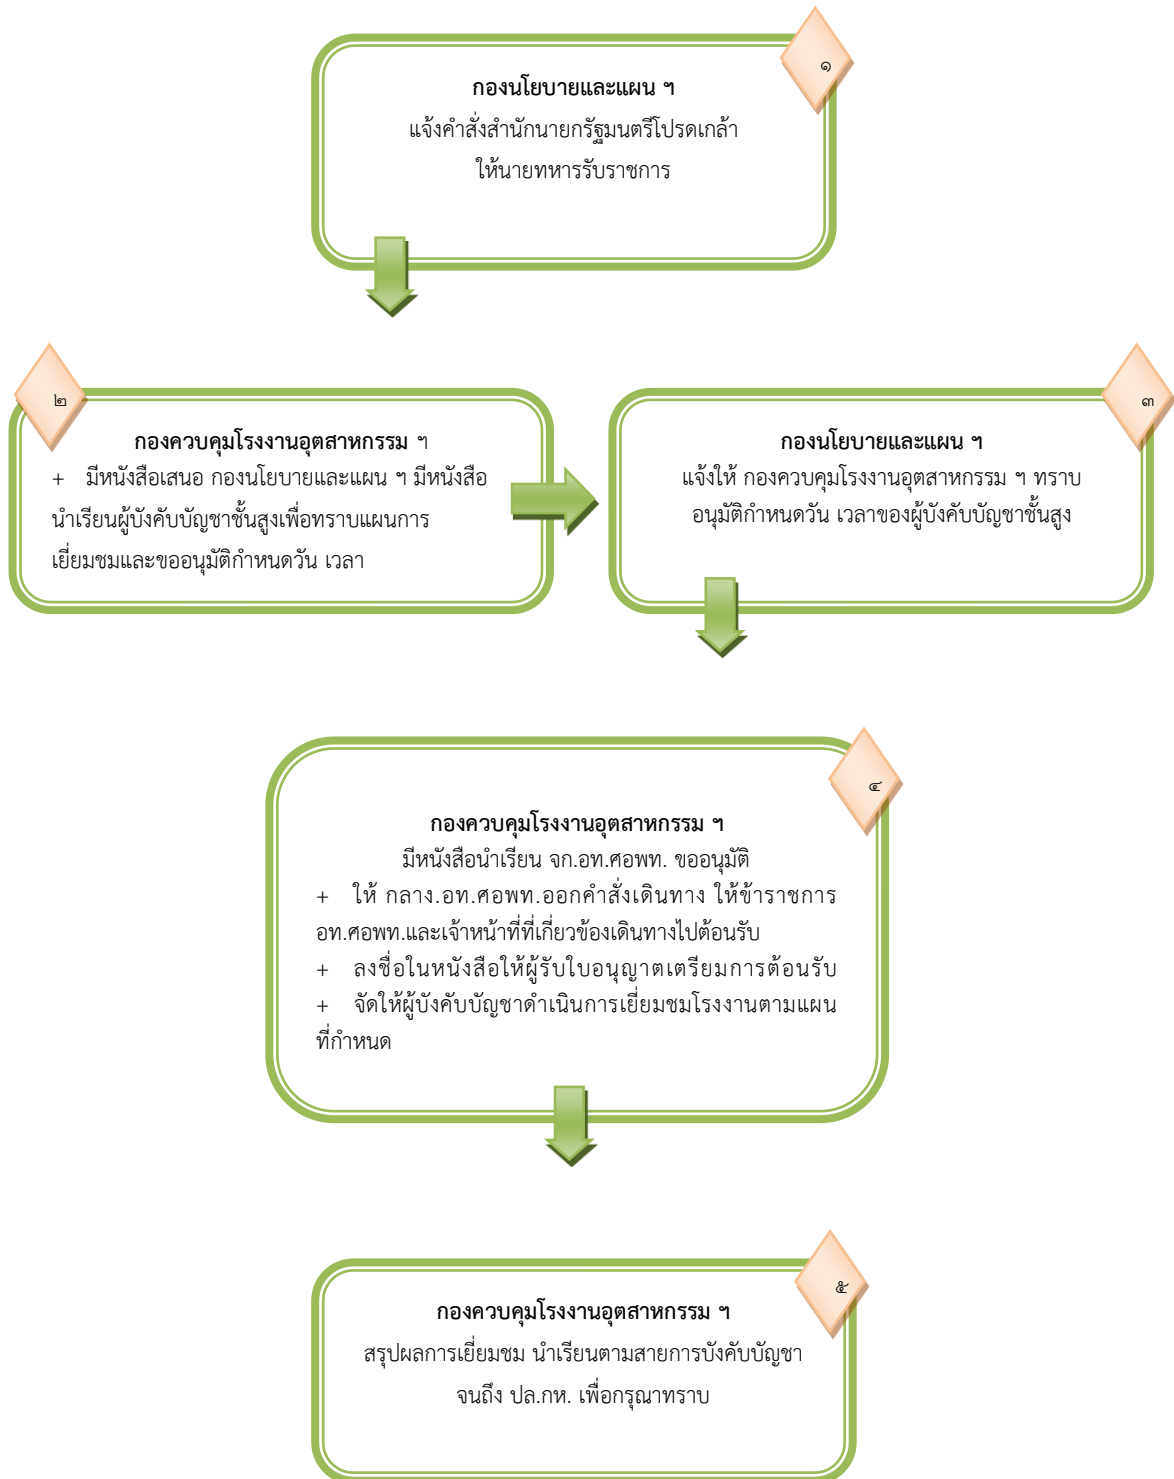 ๑
กองนโยบายและแผน ฯ
แจ้งคำสั่งสำนักนายกรัฐมนตรีโปรดเกล้า
ให้นายทหารรับราชการ
๒
กองควบคุมโรงงานอุตสาหกรรม ฯ
+ มีหนังสือเสนอ กองนโยบายและแผน ฯ มีหนังสือ
นำเรียนผู้บังคับบัญชาชั้นสูงเพื่อทราบแผนการ
เยี่ยมชมและขออนุมัติกำหนดวัน เวลา
๓
กองนโยบายและแผน ฯ
แจ้งให้ กองควบคุมโรงงานอุตสาหกรรม ฯ ทราบ
อนุมัติกำหนดวัน เวลาของผู้บังคับบัญชาชั้นสูง
๔
กองควบคุมโรงงานอุตสาหกรรม ฯ
มีหนังสือนำเรียน จก.อท.ศอพท. ขออนุมัติ
+ ให้ กลาง.อท.ศอพท.ออกคำสั่งเดินทาง ให้ข้าราชการ
อท.ศอพท.และเจ้าหน้าที่ที่เกี่ยวข้องเดินทางไปต้อนรับ
+ ลงชื่อในหนังสือให้ผู้รับใบอนุญาตเตรียมการต้อนรับ
+ จัดให้ผู้บังคับบัญชาดำเนินการเยี่ยมชมโรงงานตามแผน
ที่กำหนด
๕
กองควบคุมโรงงานอุตสาหกรรม ฯ
สรุปผลการเยี่ยมชม นำเรียนตามสายการบังคับบัญชา
จนถึง ปล.กห. เพื่อกรุณาทราบ